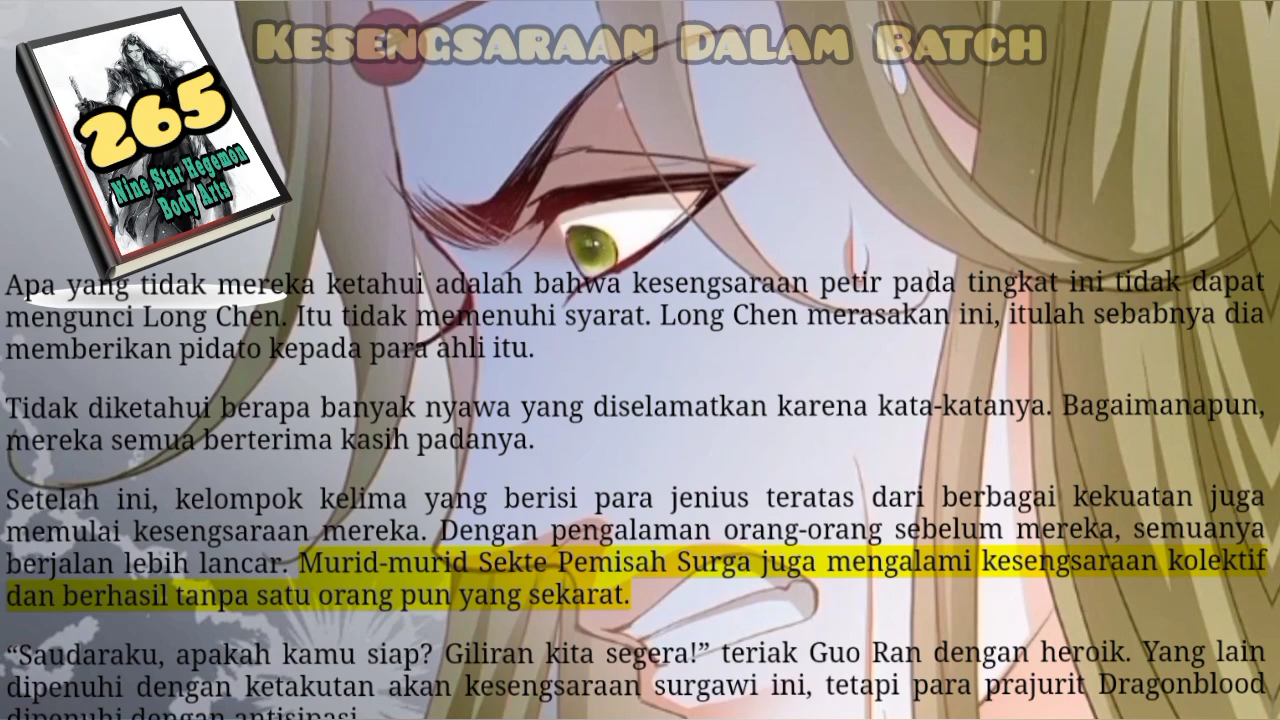 Kesengsaraan Dalam Batch
265
Nine Star Hegemon
Body Arts
Apa yang tidak mereka ketahui adalah bahwa kesengsaraan petir pada tingkat ini tidak dapat
mengunci Long Chen. Itu tidak memenuhi syarat. Long Chen merasakan ini, itulah sebabnya dia
memberikan pidato kepada para ahli itu.
Tidak diketahui berapa banyak nyawa yang diselamatkan karena kata-katanya. Bagaimanapun,
mereka semua berterima kasih padanya.
Setelah ini, kelompok kelima yang berisi para jenius teratas dari berbagai kekuatan juga
memulai kesengsaraan mereka. Dengan pengalaman orang-orang sebelum mereka, semuanya
berjalan lebih lancar. Murid-murid Sekte Pemisah Surga juga mengalami kesengsaraan kolektif
dan berhasil tanpa satu orang pun yang sekarat.
“Saudaraku, apakah kamu siap? Giliran kita segera!” teriak Guo Ran dengan heroik. Yang lain
dipenuhi dengan ketakutan akan kesengsaraan surgawi ini, tetapi para prajurit Dragonblood
dipenuhi dengan antisipasi.